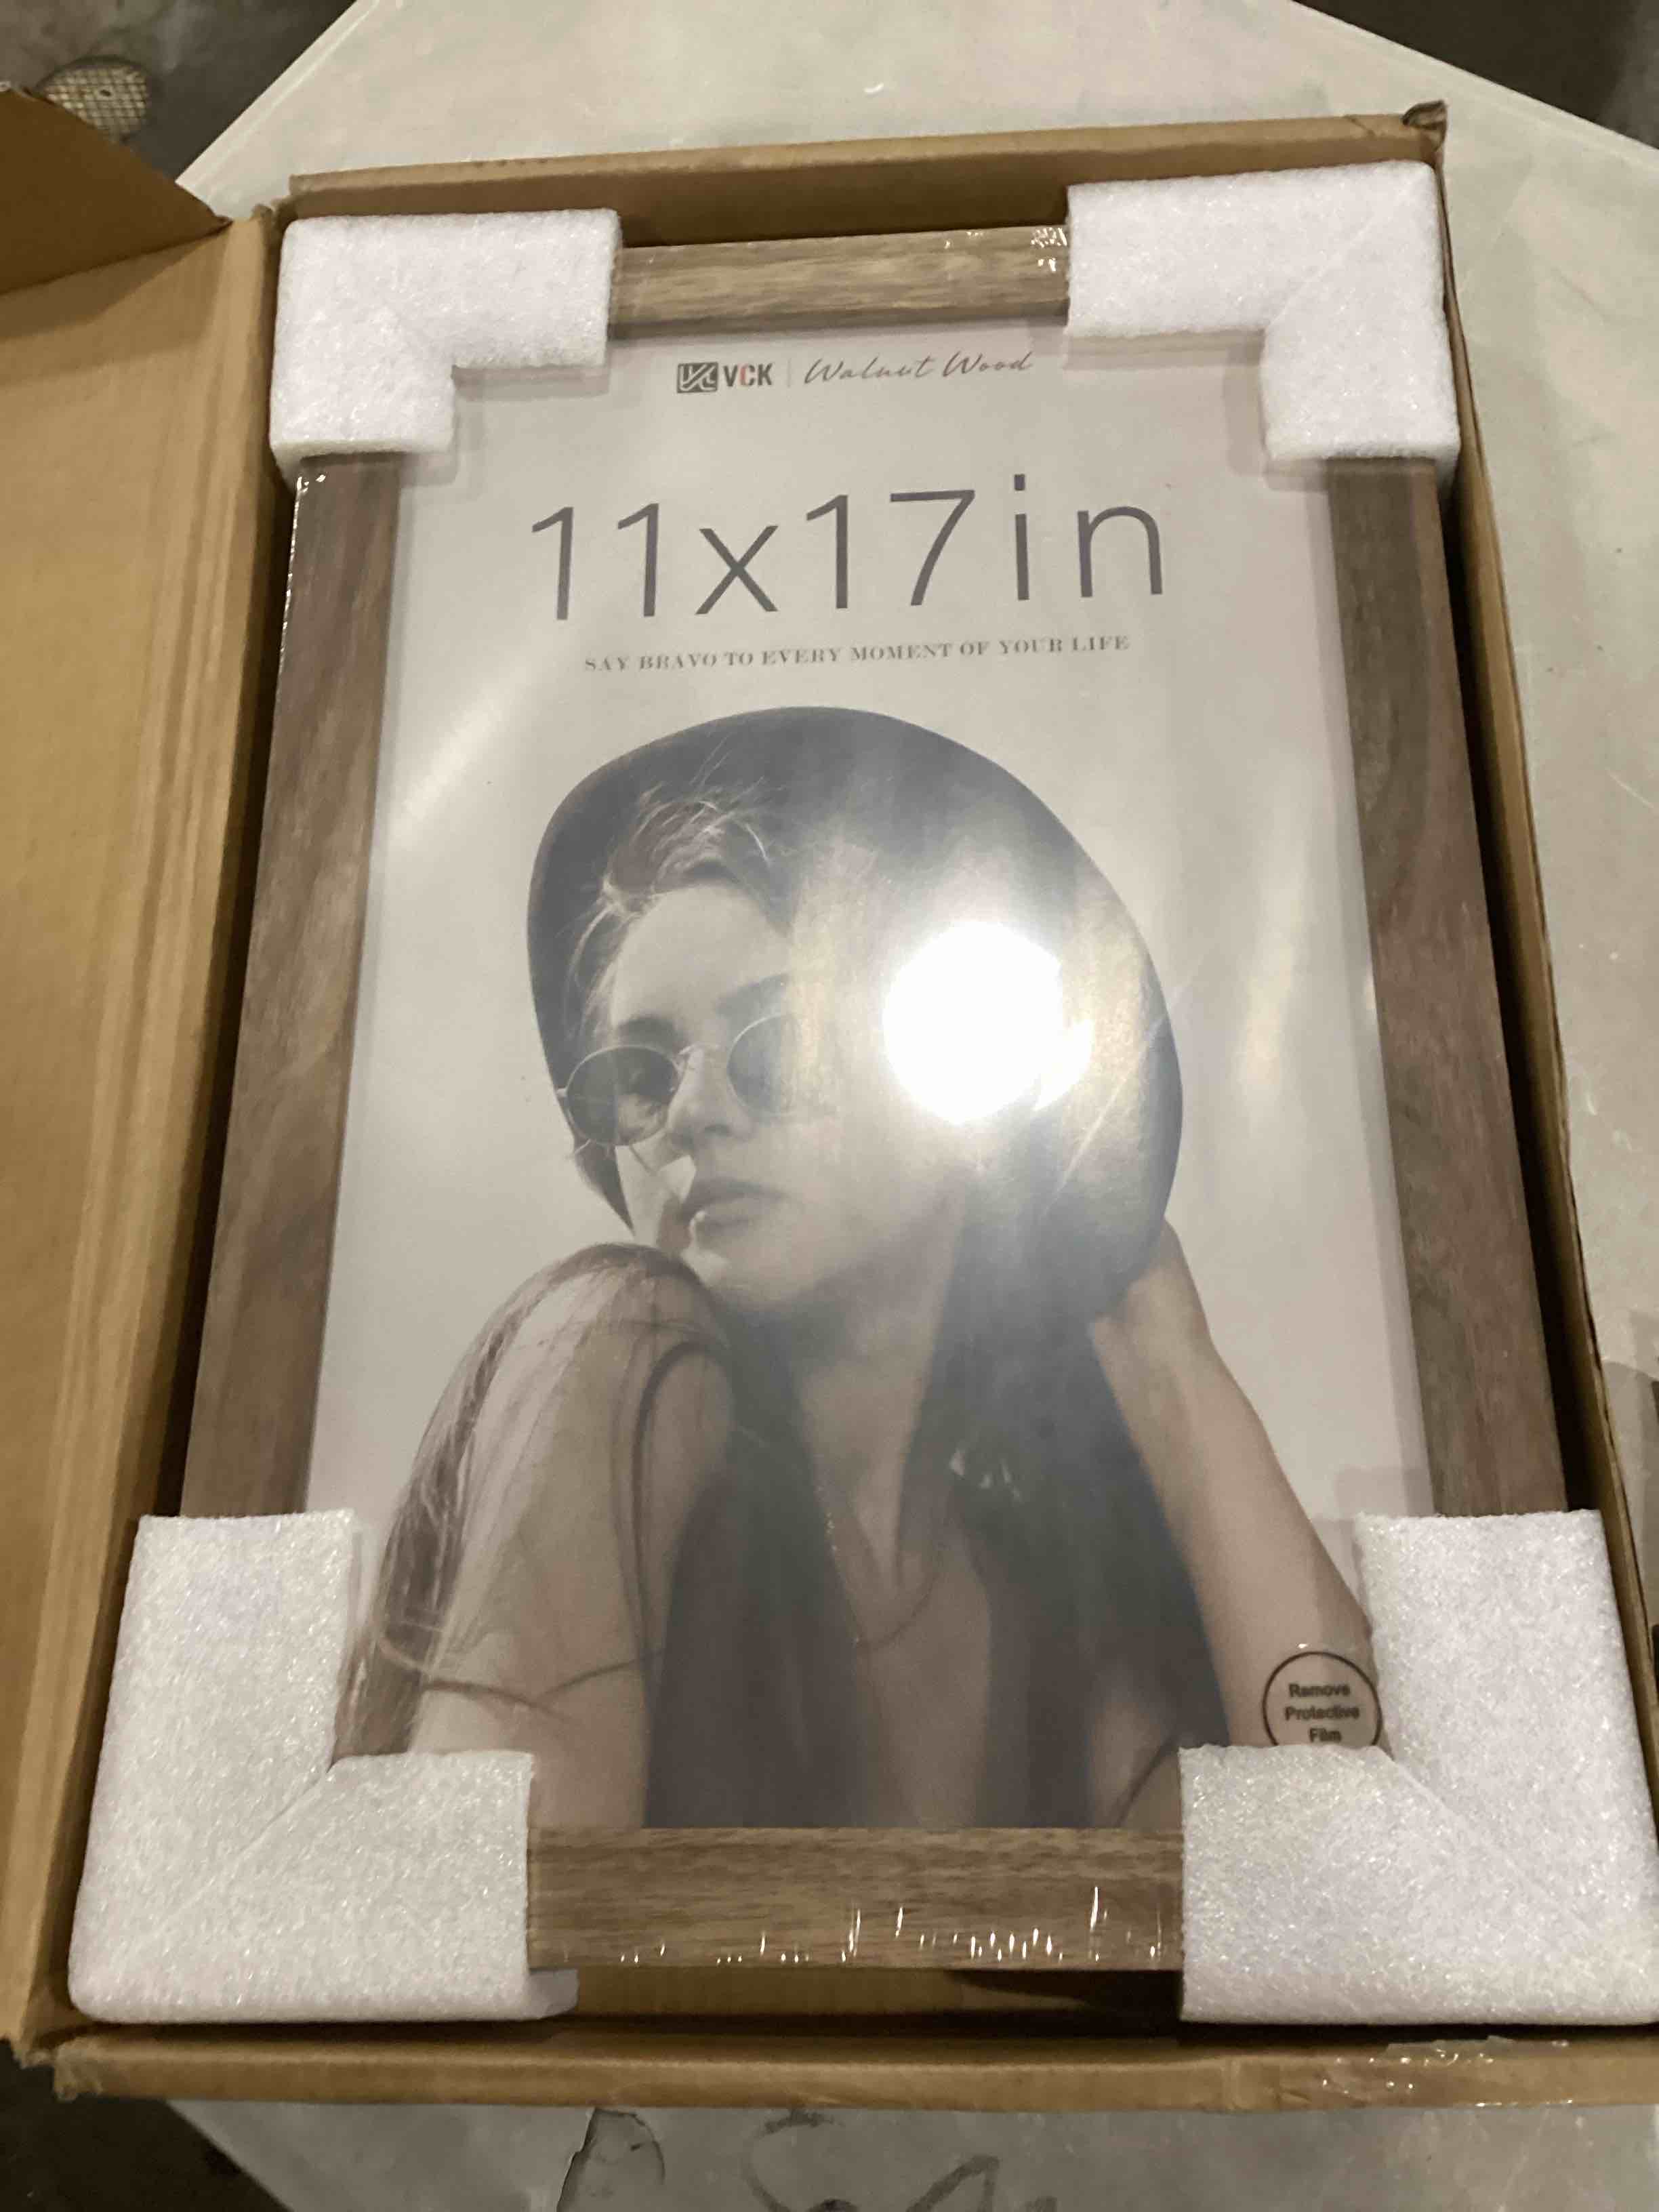 VCK | Walnut Wood
11x17in
SAY BRAVO TO EVERY MOMENT OF YOUR LIFE
Remove
Protective
Film